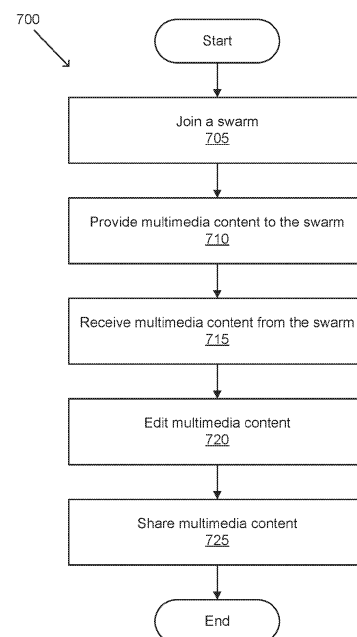 700
Start
Join a swarm
705
Provide multimedia content to the swarm
710
Receive multimedia content from the swarm
715
Edit multimedia content
720
Share multimedia content
725
End